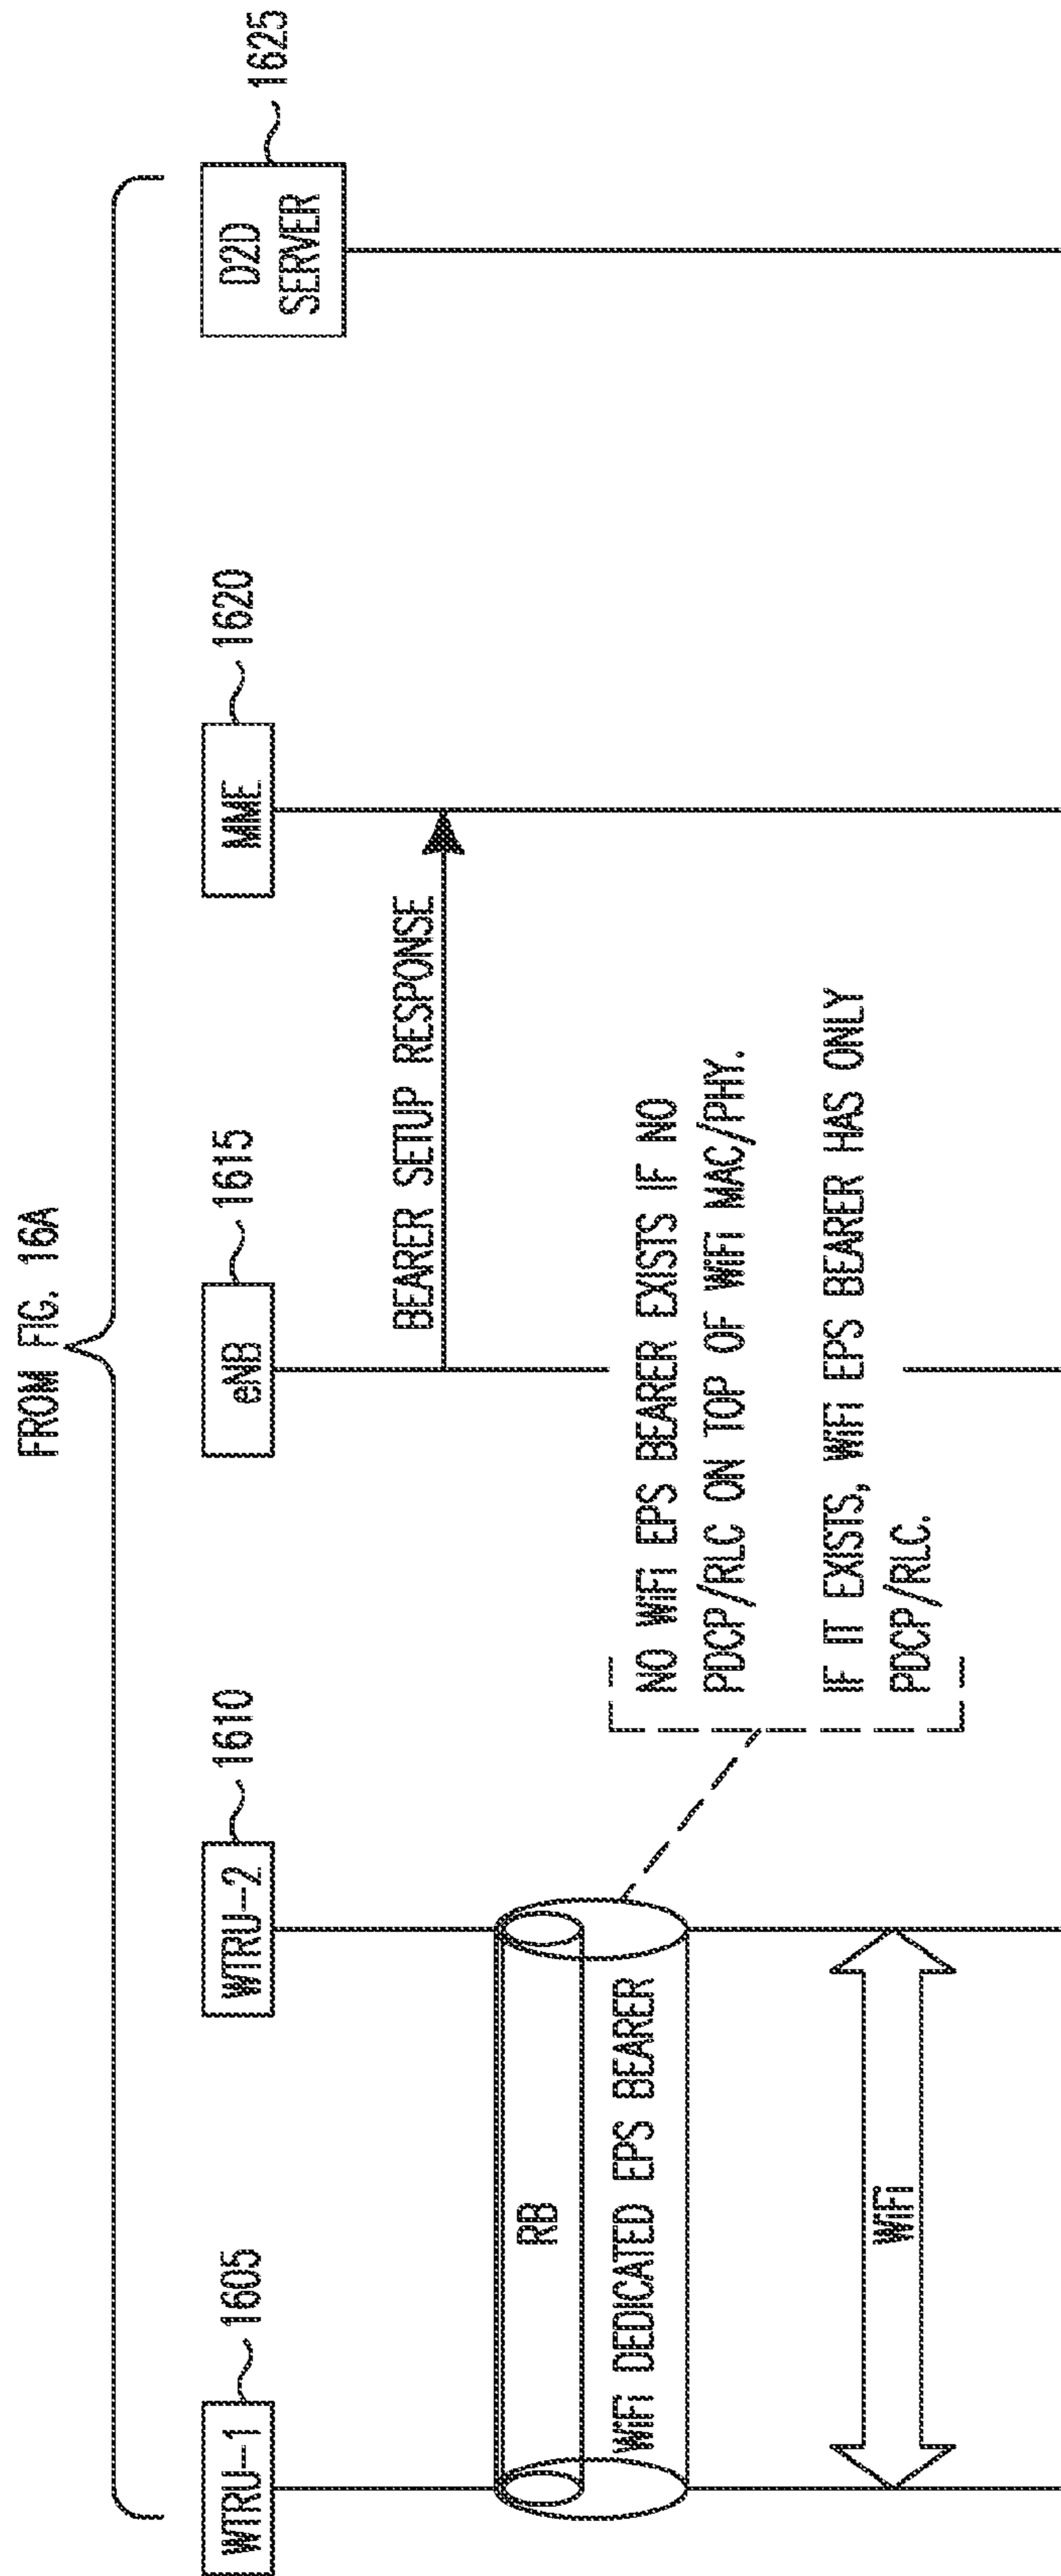 FROM FIG. 16A
WTRU-1
1605
WTRU-2
1610
eNB
1615
MME
1620
D2D
SERVER
1625
BEARER SETUP RESPONSE
RB
WiFi DEDICATED EPS BEARER
NO WiFi EPS BEARER EXISTS IF NO
PDCP/RLC ON TOP OF WiFi MAC/PHY.
IF IT EXISTS, WiFi EPS BEARER HAS ONLY
PDCP/RLC.
WiFi